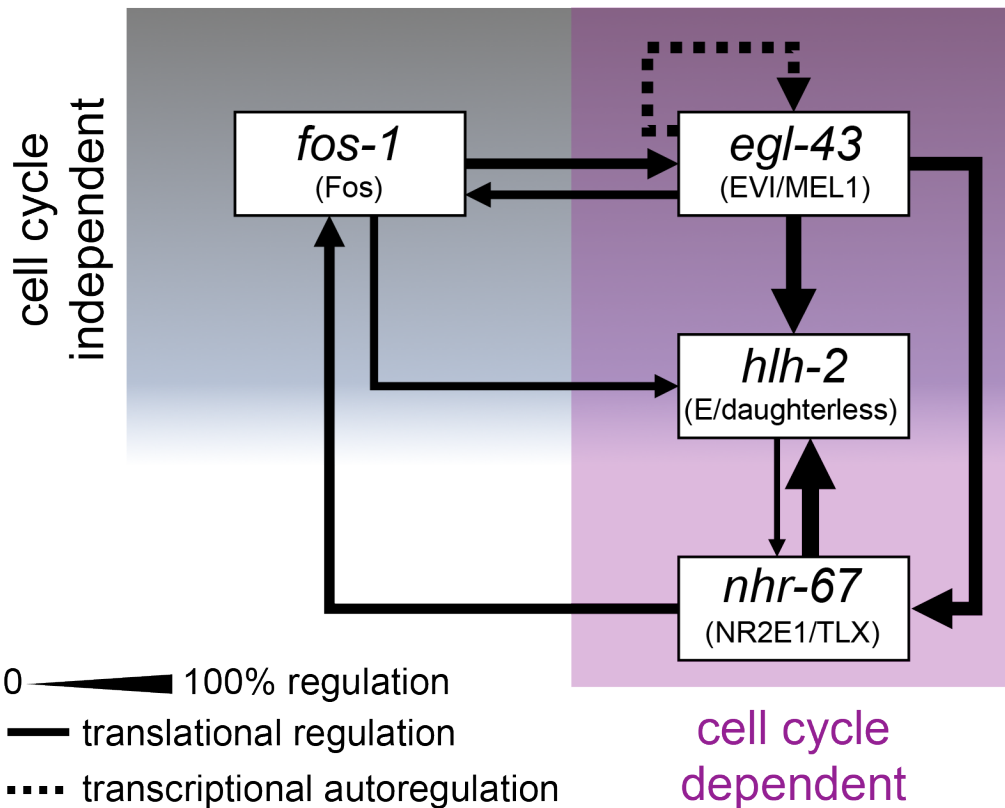 cell cycle
independent
fos-1
(Fos)
egl-43
(EVI/MEL1)
hlh-2
(E/daughterless)
nhr-67
(NR2E1/TLX)
0 100% regulation
translational regulation
transcriptional autoregulation
cell cycle
dependent